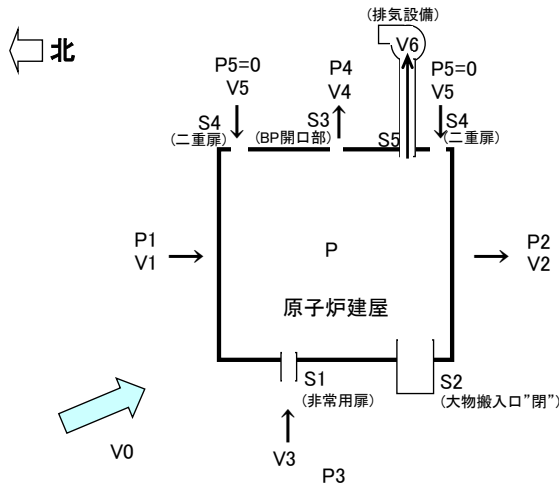 (排気設備)
北
V6
P5=0
V5
P4
V4
P5=0
V5
S4
(二重扉)
S3
(BP開口部)
S5
S4
(二重扉)
P1
V1
P
P2
V2
原子炉建屋
S1
(非常用扉)
S2
(大物搬入口”閉”)
V0
V3
P3